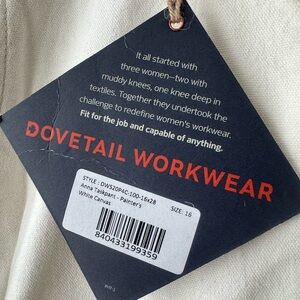 It all started with
three women--two with
muddy knees, one knee deep in
textiles. Together they undertook the
challenge to redefine women's workwear.
Fit for the job and capable of anything.
DOVETAIL WORKWEAR
STYLE : DWS20P4C-100-16x28
Anna Taskpant - Painter's
White Canvas
SIZE: 16
840433199359